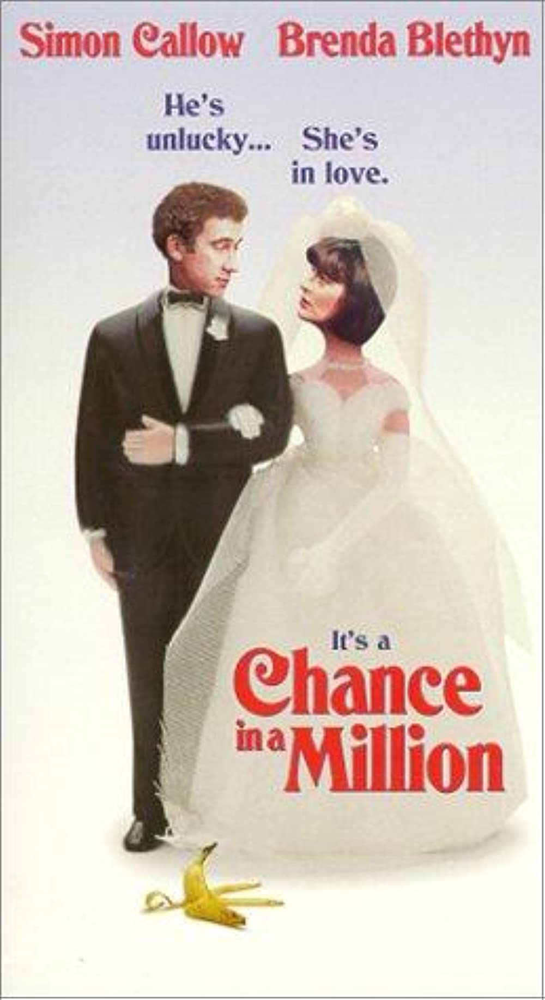 Simon Callow Brenda Blethyn
He's
unlucky...
She's
in love.
It's a
Chance
in a Million